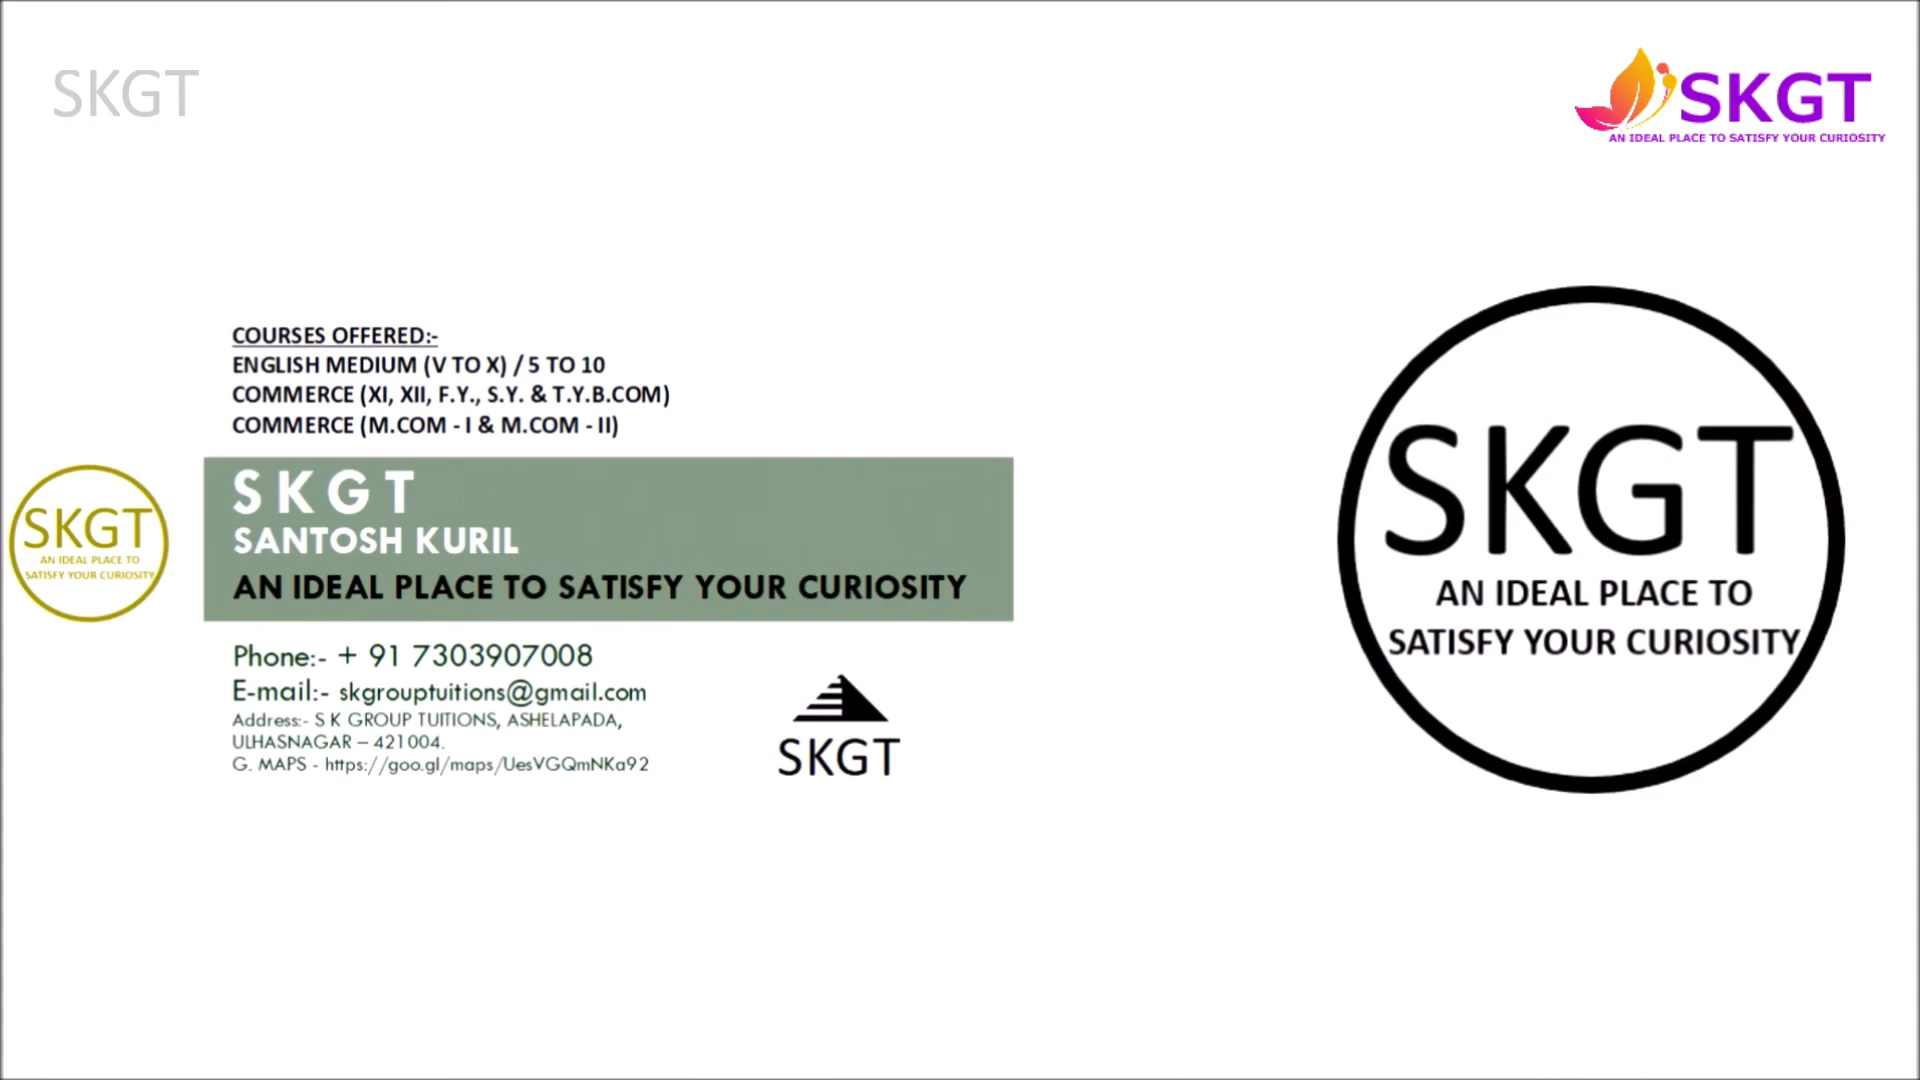 SKGT
SKGT
AN IDEAL PLACE TO SATISFY YOUR CURIOSITY
COURSES OFFERED:-
ENGLISH MEDIUM (V TO X) / 5 TO 10
COMMERCE (XI, XII, F.Y., S.Y. & T.Y.B.COM)
COMMERCE (M.COM - I & M.COM - II)
SKGT
AN IDEAL PLACE TO
SATISFY YOUR CURIOSITY
S K G T
SANTOSH KURIL
AN IDEAL PLACE TO SATISFY YOUR CURIOSITY
Phone:- + 91 7303907008
E-mail:- skgrouptuitions@gmail.com
Address:- S K GROUP TUITIONS, ASHELAPADA,
ULHASNAGAR – 421004.
G. MAPS - https://goo.gl/maps/UesVGQmNKa92
SKGT
SKGT
AN IDEAL PLACE TO
SATISFY YOUR CURIOSITY